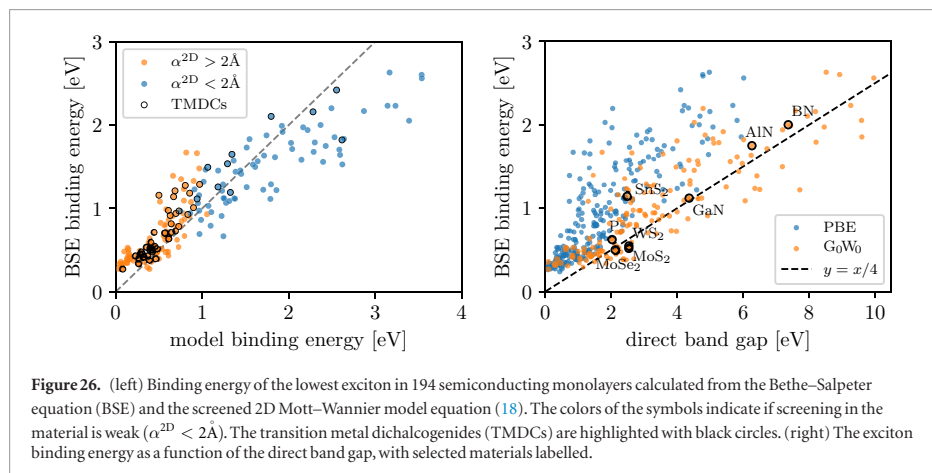 3
2
1
0
BSE binding energy [eV]
α²ᴰ > 2Å
α²ᴰ < 2Å
TMDCs
0 1 2 3 4
model binding energy [eV]
3
2
1
0
BSE binding energy [eV]
BN
AlN
SnS₂
GaN
P
WS₂
MoS₂
MoSe₂
PBE
G₀W₀
y = x/4
0 2 4 6 8 10
direct band gap [eV]
Figure 26. (left) Binding energy of the lowest exciton in 194 semiconducting monolayers calculated from the Bethe–Salpeter
equation (BSE) and the screened 2D Mott–Wannier model equation (18). The colors of the symbols indicate if screening in the
material is weak (α²ᴰ < 2Å). The transition metal dichalcogenides (TMDCs) are highlighted with black circles. (right) The exciton
binding energy as a function of the direct band gap, with selected materials labelled.